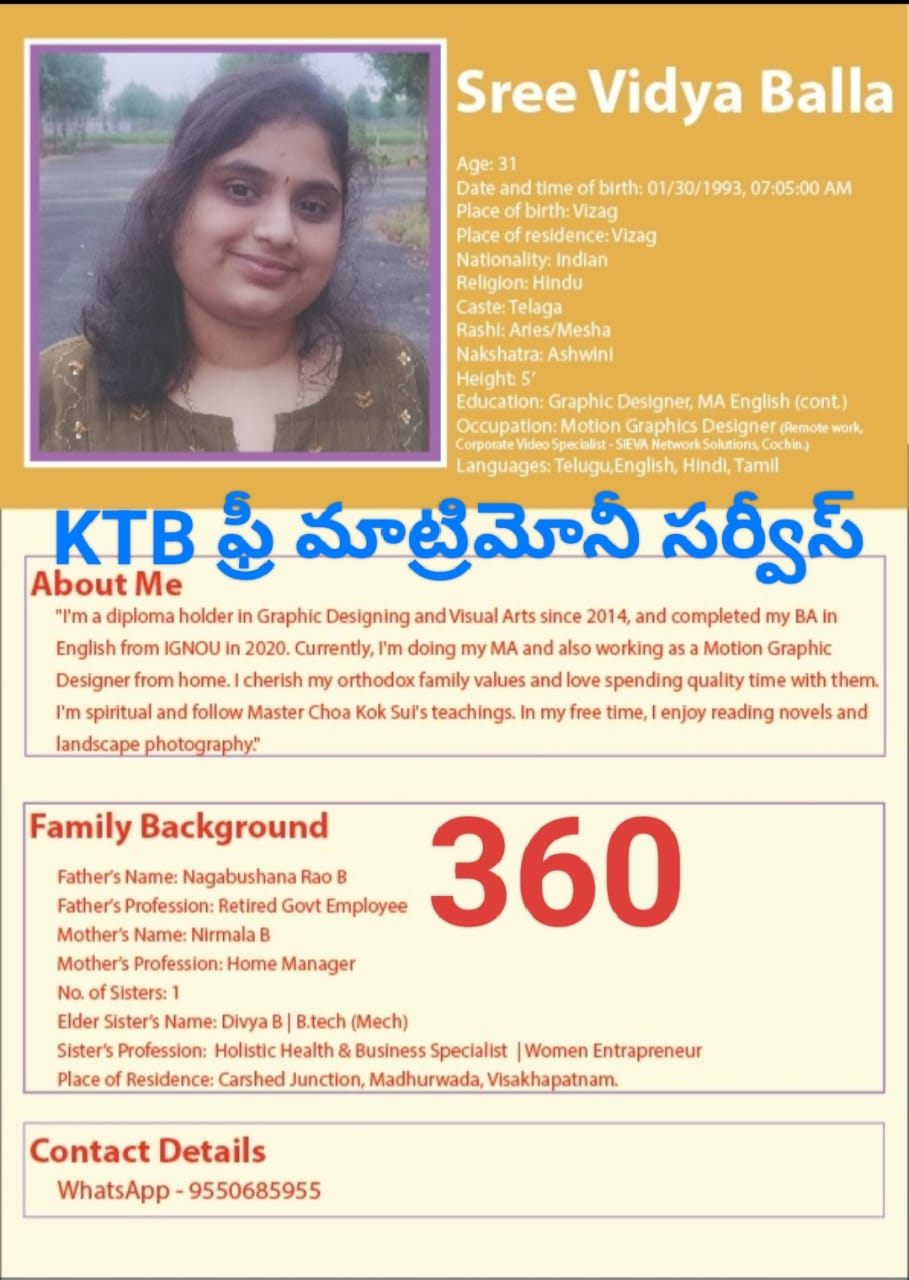 Sree Vidya Balla
Age: 31
Date and time of birth: 01/30/1993, 07:05:00 AM
Place of birth: Vizag
Place of residence: Vizag
Nationality: Indian
Religion: Hindu
Caste: Telaga
Rashi: Aries/Mesha
Nakshatra: Ashwini
Height: 5’
Education: Graphic Designer, MA English (cont.)
Occupation: Motion Graphics Designer (Remote work,
Corporate Video Specialist - SIEVA Network Solutions, Cochin.)
Languages: Telugu,English, Hindi, Tamil
KTB ఫ్రీ మాట్రిమోనీ సర్వీస్
About Me
"I'm a diploma holder in Graphic Designing and Visual Arts since 2014, and completed my BA in
English from IGNOU in 2020. Currently, I'm doing my MA and also working as a Motion Graphic
Designer from home. I cherish my orthodox family values and love spending quality time with them.
I'm spiritual and follow Master Choa Kok Sui's teachings. In my free time, I enjoy reading novels and
landscape photography."
Family Background
360
Father's Name: Nagabushana Rao B
Father's Profession: Retired Govt Employee
Mother's Name: Nirmala B
Mother's Profession: Home Manager
No. of Sisters: 1
Elder Sister's Name: Divya B | B.tech (Mech)
Sister's Profession: Holistic Health & Business Specialist | Women Entrapreneur
Place of Residence: Carshed Junction, Madhurwada, Visakhapatnam.
Contact Details
WhatsApp - 9550685955